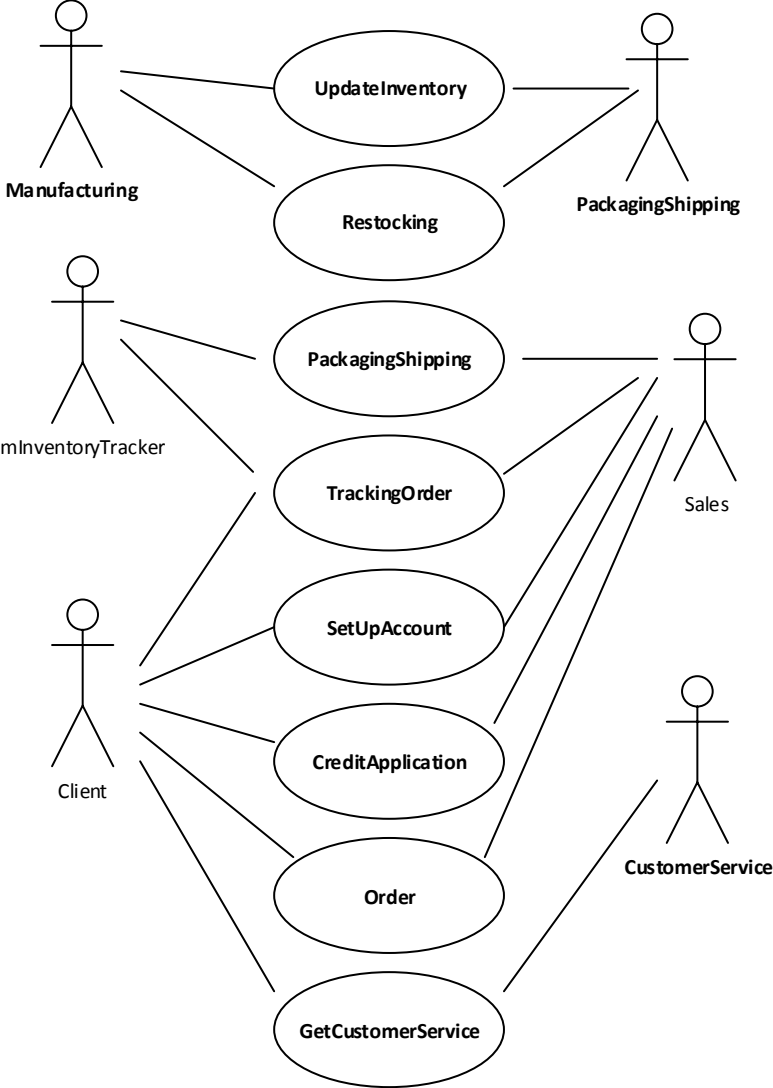 UpdateInventory
Manufacturing
PackagingShipping
Restocking
PackagingShipping
mInventoryTracker
TrackingOrder
Sales
SetUpAccount
CreditApplication
Client
CustomerService
Order
GetCustomerService